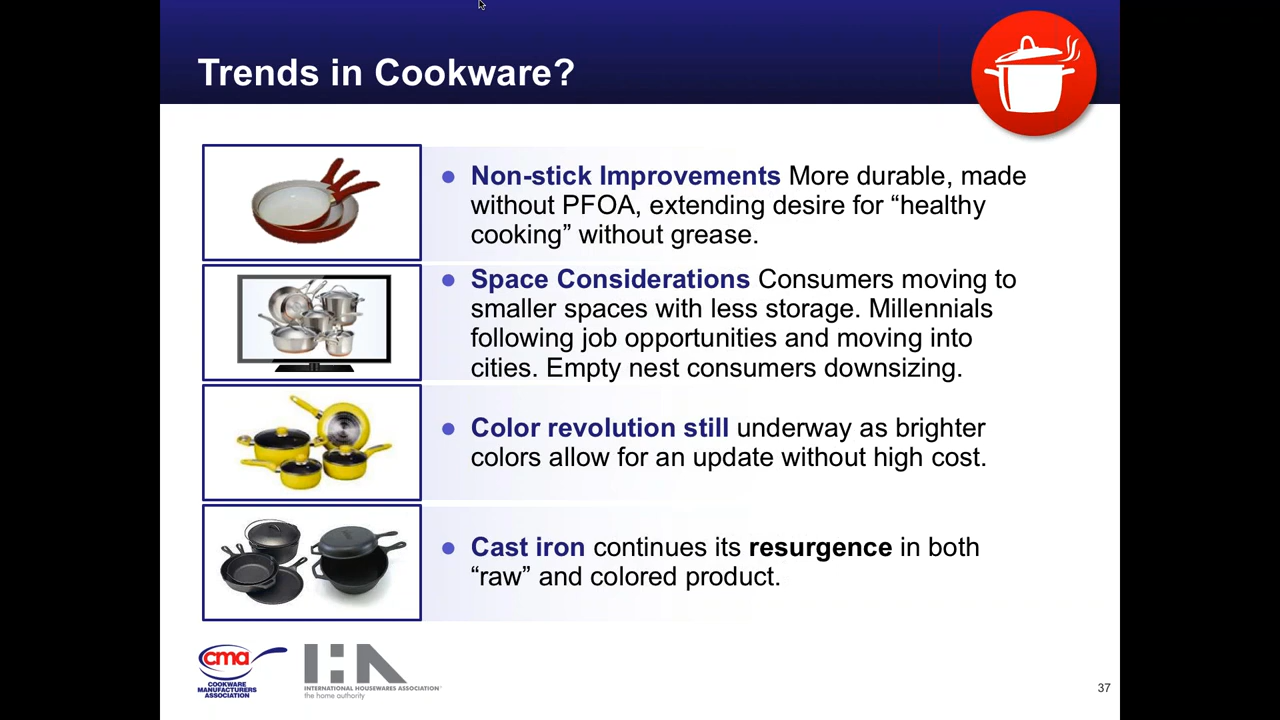 Trends in Cookware?
● Non-stick Improvements More durable, made
without PFOA, extending desire for “healthy
cooking” without grease.
● Space Considerations Consumers moving to
smaller spaces with less storage. Millennials
following job opportunities and moving into
cities. Empty nest consumers downsizing.
● Color revolution still underway as brighter
colors allow for an update without high cost.
● Cast iron continues its resurgence in both
“raw” and colored product.
cma
COOKWARE
MANUFACTURERS
ASSOCIATION
IHA
INTERNATIONAL HOUSEWARES ASSOCIATION
the home authority
37